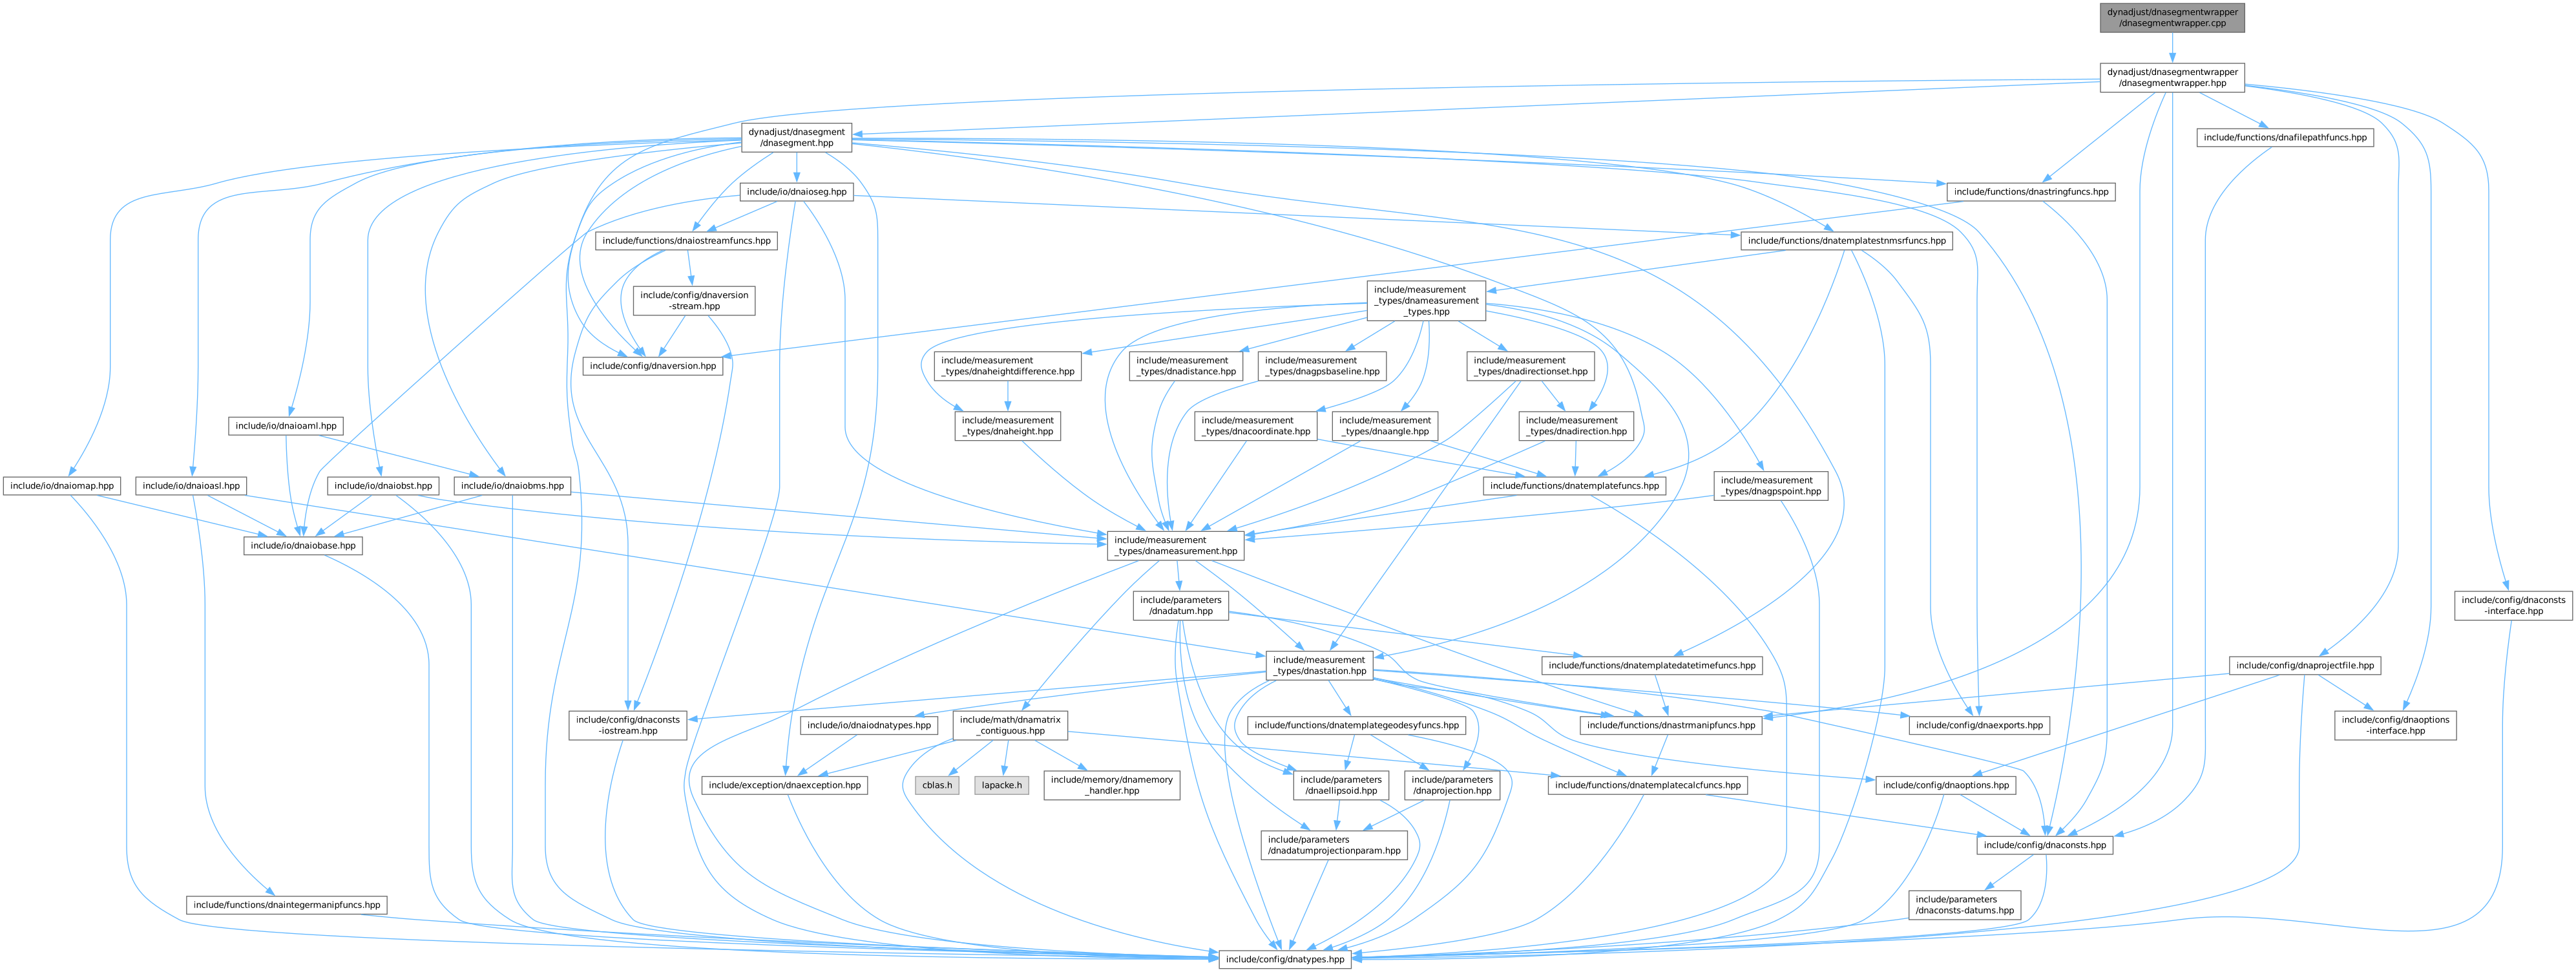 dynadjust/dnasegmentwrapper
/dnasegmentwrapper.cpp
dynadjust/dnasegmentwrapper
/dnasegmentwrapper.hpp
dynadjust/dnasegment
/dnasegment.hpp
include/functions/dnafilepathfuncs.hpp
include/io/dnaioseg.hpp
include/functions/dnastringfuncs.hpp
include/functions/dnaiostreamfuncs.hpp
include/functions/dnatemplatestnmsrfuncs.hpp
include/config/dnaversion
-stream.hpp
include/measurement
_types/dnameasurement
_types.hpp
include/config/dnaversion.hpp
include/measurement
_types/dnaheightdifference.hpp
include/measurement
_types/dnadistance.hpp
include/measurement
_types/dnagpsbaseline.hpp
include/measurement
_types/dnadirectionset.hpp
include/io/dnaioaml.hpp
include/measurement
_types/dnaheight.hpp
include/measurement
_types/dnacoordinate.hpp
include/measurement
_types/dnaangle.hpp
include/measurement
_types/dnadirection.hpp
include/io/dnaiomap.hpp
include/io/dnaioasl.hpp
include/io/dnaiobst.hpp
include/io/dnaiobms.hpp
include/functions/dnatemplatefuncs.hpp
include/measurement
_types/dnagpspoint.hpp
include/io/dnaiobase.hpp
include/measurement
_types/dnameasurement.hpp
include/parameters
/dnadatum.hpp
include/config/dnaconsts
-interface.hpp
include/measurement
_types/dnastation.hpp
include/functions/dnatemplatedatetimefuncs.hpp
include/config/dnaprojectfile.hpp
include/config/dnaconsts
-iostream.hpp
include/io/dnaiodnatypes.hpp
include/math/dnamatrix
_contiguous.hpp
include/functions/dnatemplategeodesyfuncs.hpp
include/functions/dnastrmanipfuncs.hpp
include/config/dnaexports.hpp
include/config/dnaoptions
-interface.hpp
include/exception/dnaexception.hpp
cblas.h
lapacke.h
include/memory/dnamemory
_handler.hpp
include/parameters
/dnaellipsoid.hpp
include/parameters
/dnaprojection.hpp
include/functions/dnatemplatecalcfuncs.hpp
include/config/dnaoptions.hpp
include/parameters
/dnadatumprojectionparam.hpp
include/config/dnaconsts.hpp
include/functions/dnaintegermanipfuncs.hpp
include/parameters
/dnaconsts-datums.hpp
include/config/dnatypes.hpp